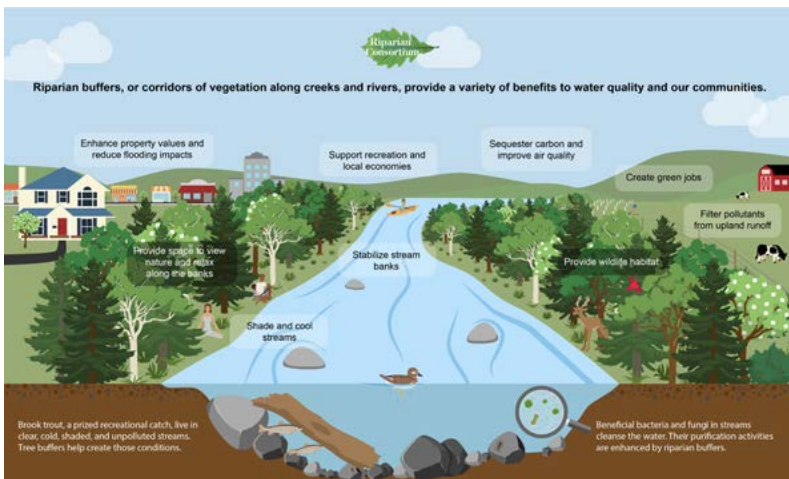 Riparian
Consortium
Riparian buffers, or corridors of vegetation along creeks and rivers, provide a variety of benefits to water quality and our communities.
Enhance property values and
reduce flooding impacts
Support recreation and
local economies
Sequester carbon and
improve air quality
Create green jobs
Filter pollutants
from upland runoff
Provide space to view
nature and relax
along the banks
Stabilize stream
banks
Provide wildlife habitat
Shade and cool
streams
Brook trout, a prized recreational catch, live in
clear, cold, shaded, and unpolluted streams.
Tree buffers help create those conditions.
Beneficial bacteria and fungi in streams
cleanse the water. Their purification activities
are enhanced by riparian buffers.